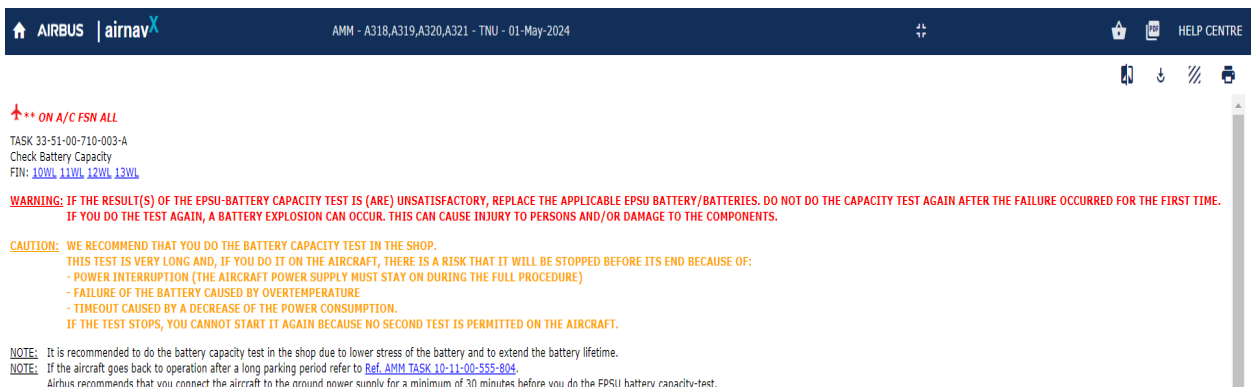 AIRBUS | airnavX AMM - A318,A319,A320,A321 - TNU - 01-May-2024 PDF HELP CENTRE
** ON A/C FSN ALL
TASK 33-51-00-710-003-A
Check Battery Capacity
FIN: 10WL 11WL 12WL 13WL
WARNING: IF THE RESULT(S) OF THE EPSU-BATTERY CAPACITY TEST IS (ARE) UNSATISFACTORY, REPLACE THE APPLICABLE EPSU BATTERY/BATTERIES. DO NOT DO THE CAPACITY TEST AGAIN AFTER THE FAILURE OCCURRED FOR THE FIRST TIME.
IF YOU DO THE TEST AGAIN, A BATTERY EXPLOSION CAN OCCUR. THIS CAN CAUSE INJURY TO PERSONS AND/OR DAMAGE TO THE COMPONENTS.
CAUTION: WE RECOMMEND THAT YOU DO THE BATTERY CAPACITY TEST IN THE SHOP.
THIS TEST IS VERY LONG AND, IF YOU DO IT ON THE AIRCRAFT, THERE IS A RISK THAT IT WILL BE STOPPED BEFORE ITS END BECAUSE OF:
- POWER INTERRUPTION (THE AIRCRAFT POWER SUPPLY MUST STAY ON DURING THE FULL PROCEDURE)
- FAILURE OF THE BATTERY CAUSED BY OVERTEMPERATURE
- TIMEOUT CAUSED BY A DECREASE OF THE POWER CONSUMPTION.
IF THE TEST STOPS, YOU CANNOT START IT AGAIN BECAUSE NO SECOND TEST IS PERMITTED ON THE AIRCRAFT.
NOTE: It is recommended to do the battery capacity test in the shop due to lower stress of the battery and to extend the battery lifetime.
NOTE: If the aircraft goes back to operation after a long parking period refer to Ref. AMM TASK 10-11-00-555-804.
Airbus recommends that you connect the aircraft to the ground power supply for a minimum of 30 minutes before you do the EPSU battery capacity-test.